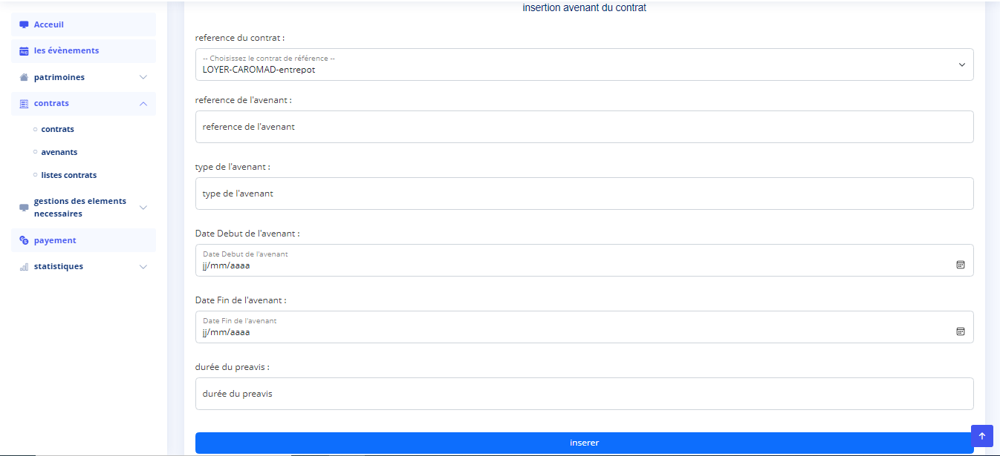 Acceuil
les évènements
patrimoines
contrats
contrats
avenants
listes contrats
gestions des elements
necessaires
payement
statistiques
insertion avenant du contrat
reference du contrat :
-- Choisissez le contrat de référence --
LOYER-CAROMAD-entrepot
reference de l'avenant :
reference de l'avenant
type de l'avenant :
type de l'avenant
Date Debut de l'avenant :
Date Debut de l'avenant
jj/mm/aaaa
Date Fin de l'avenant :
Date Fin de l'avenant
jj/mm/aaaa
durée du preavis :
durée du preavis
inserer